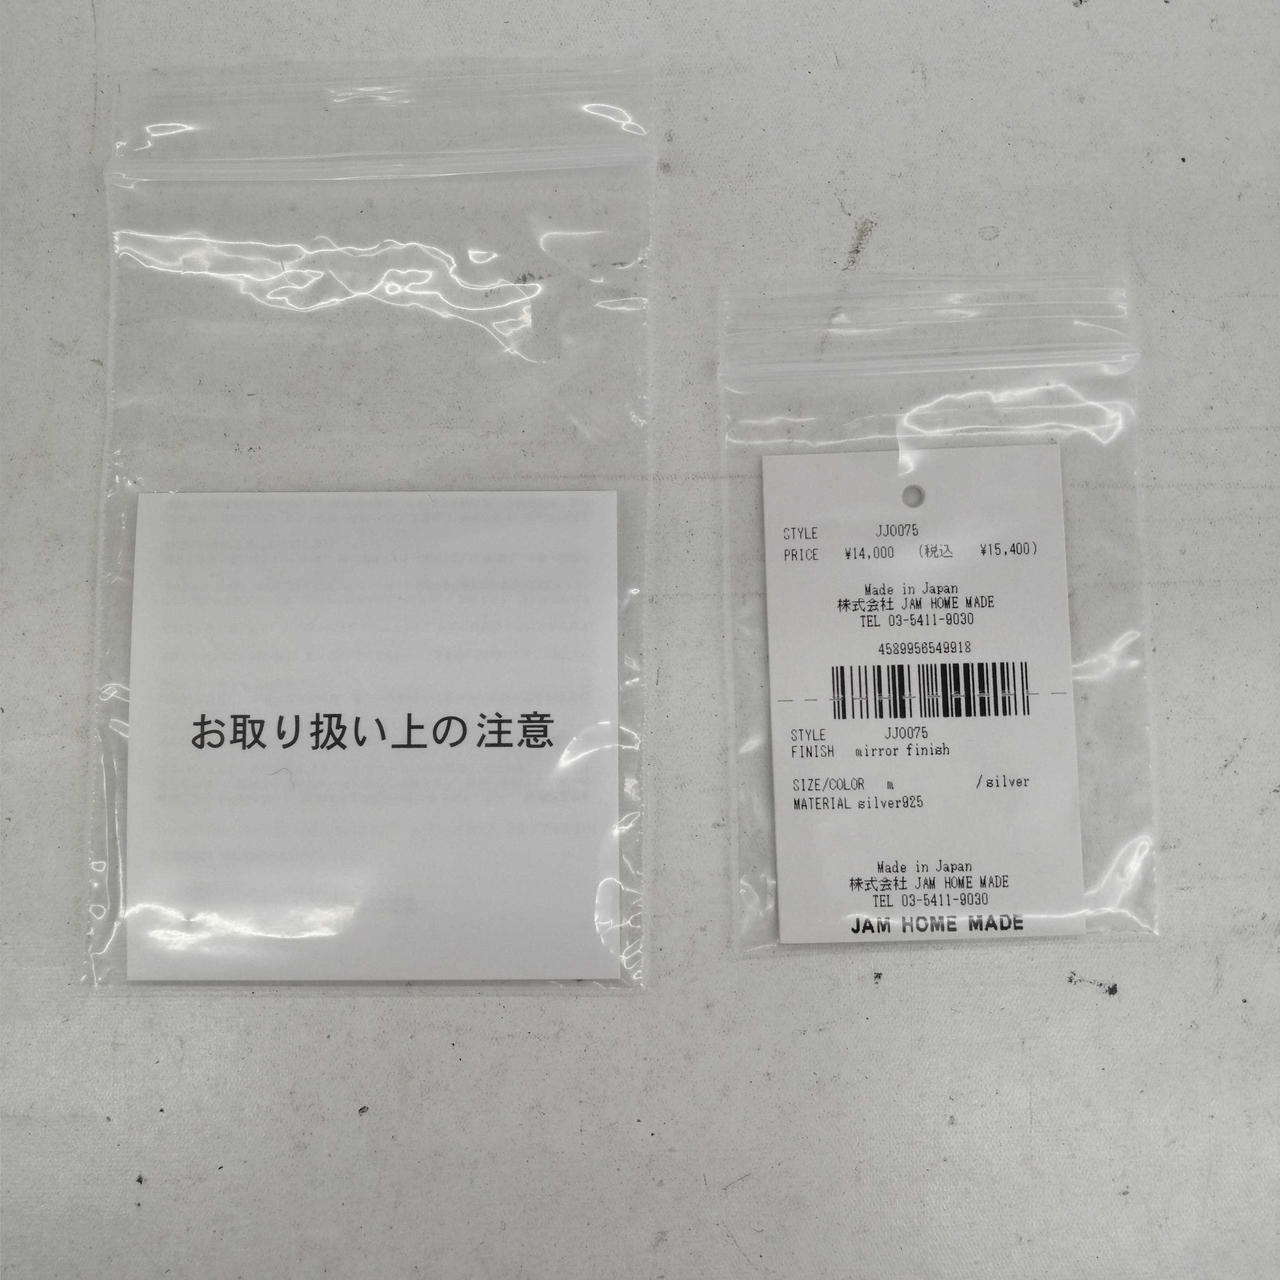 お取り扱い上の注意
STYLE JJ0075
PRICE ¥14,000 (税込 ¥15,400)
Made in Japan
株式会社 JAM HOME MADE
TEL 03-5411-9030
4589956549918
STYLE JJ0075
FINISH mirror finish
SIZE/COLOR m /silver
MATERIAL silver925
Made in Japan
株式会社 JAM HOME MADE
TEL 03-5411-9030
JAM HOME MADE